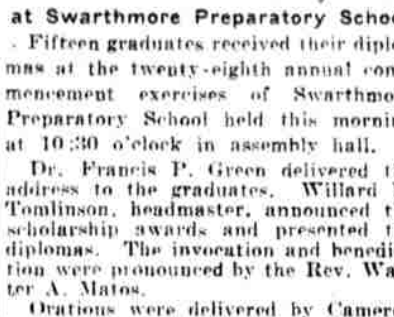 at Swarthmore Preparatory Schoo
. Fifteen graduates received their diplo
mas at the twenty-eighth annual com
mencement exercises of Swarthmo
Preparatory School held this mornin
at 10:30 o'clock in assembly hall.
Dr. Francis P. Green delivered t
address to the graduates. Willard
Tomlinson, headmaster, announced t
scholarship awards and presented t
diplomas. The invocation and benedi
tion were pronounced by the Rev. Wa
ter A. Matos.
Orations were delivered by Camer